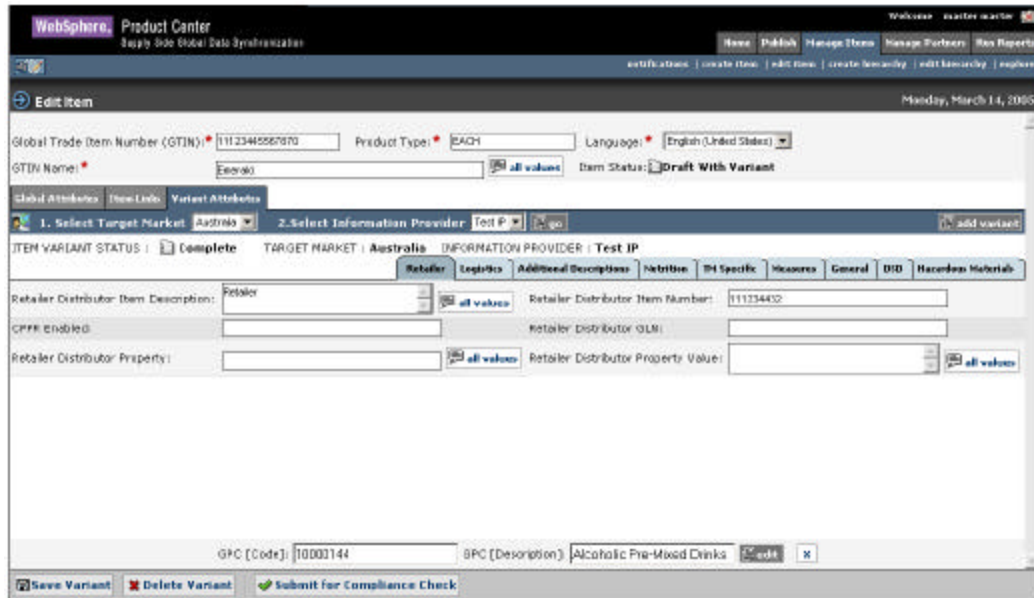 WebSphere. Product Center
Supply Side Global Data Synchronization
Welcome master master
Home Publish Manage Items Manage Partners Run Reports
notifications | create item | edit item | create hierarchy | edit hierarchy | explore
Edit Item Monday, March 14, 2005
Global Trade Item Number (GTIN):* Product Type:* EACH Language:* English (United States)
GTIN Name:* Emerald all values Item Status: Draft With Variant
Global Attributes Item Links Variant Attributes
1. Select Target Market Australia 2.Select Information Provider Test IP go add variant
ITEM VARIANT STATUS : Complete TARGET MARKET : Australia INFORMATION PROVIDER : Test IP
Retailer Logistics Additional Descriptions Nutrition TM Specific Measures General DSD Hazardous Materials
Retailer Distributor Item Description: Retailer all values Retailer Distributor Item Number: 111234432
CPFR Enabled: Retailer Distributor GLN:
Retailer Distributor Property: all values Retailer Distributor Property Value: all values
GPC [Code]: 10000144 GPC [Description]: Alcoholic Pre-Mixed Drinks edit x
Save Variant Delete Variant Submit for Compliance Check